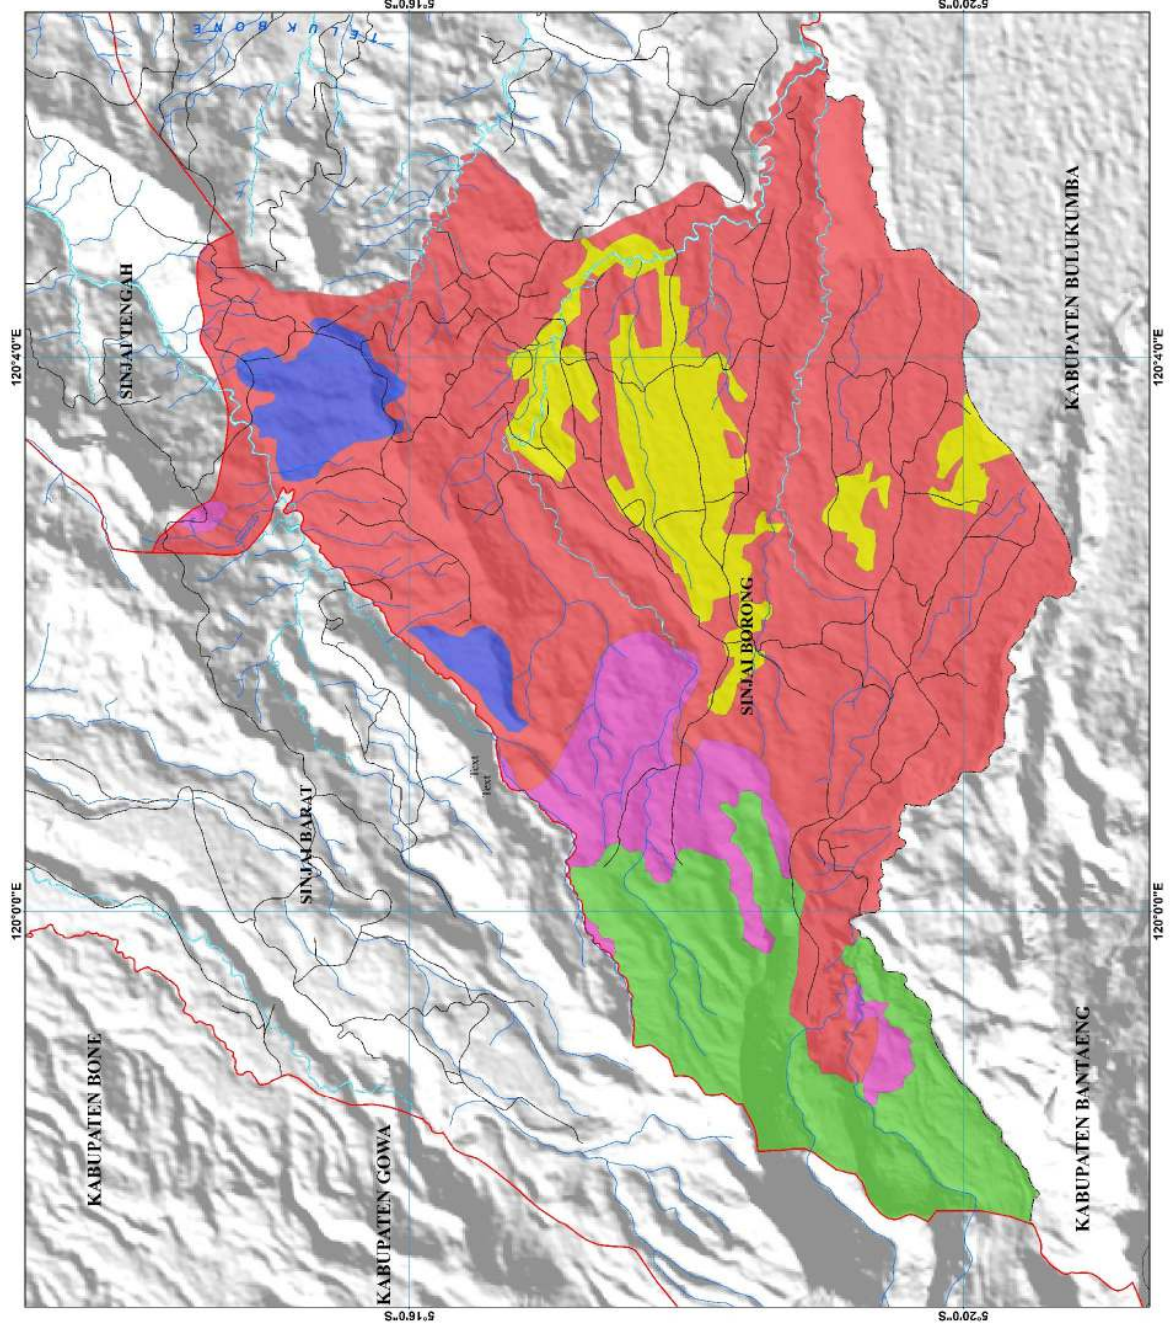 120°0'0"E
120°4'0"E
KABUPATEN BONE
SINJAI TENGAH
TELUK BONE
SINJAI BARAT
KABUPATEN GOWA
5°16'0"S
5°16'0"S
Text
Text
SINJAI BORONG
5°20'0"S
5°20'0"S
KABUPATEN BULUKUMBA
KABUPATEN BANTAENG
120°0'0"E
120°4'0"E